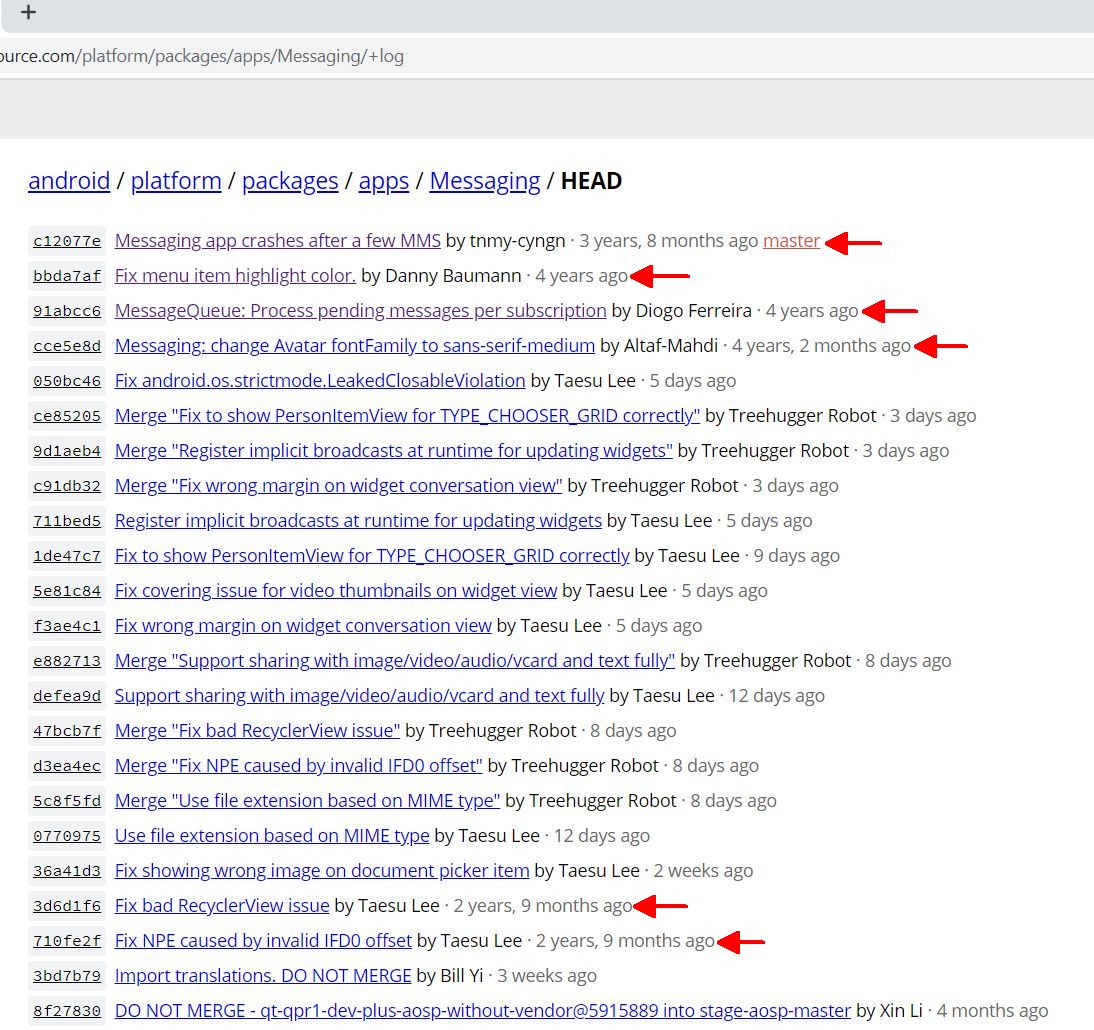 ource.com/platform/packages/apps/Messaging/+log
android / platform / packages / apps / Messaging / HEAD
c12077e Messaging app crashes after a few MMS by tnmy-cyngn · 3 years, 8 months ago master
bbda7af Fix menu item highlight color. by Danny Baumann · 4 years ago
91abcc6 MessageQueue: Process pending messages per subscription by Diogo Ferreira · 4 years ago
cce5e8d Messaging: change Avatar fontFamily to sans-serif-medium by Altaf-Mahdi · 4 years, 2 months ago
050bc46 Fix android.os.strictmode.LeakedClosableViolation by Taesu Lee · 5 days ago
ce85205 Merge "Fix to show PersonItemView for TYPE_CHOOSER_GRID correctly" by Treehugger Robot · 3 days ago
9d1aeb4 Merge "Register implicit broadcasts at runtime for updating widgets" by Treehugger Robot · 3 days ago
c91db32 Merge "Fix wrong margin on widget conversation view" by Treehugger Robot · 3 days ago
711bed5 Register implicit broadcasts at runtime for updating widgets by Taesu Lee · 5 days ago
1de47c7 Fix to show PersonItemView for TYPE_CHOOSER_GRID correctly by Taesu Lee · 9 days ago
5e81c84 Fix covering issue for video thumbnails on widget view by Taesu Lee · 5 days ago
f3ae4c1 Fix wrong margin on widget conversation view by Taesu Lee · 5 days ago
e882713 Merge "Support sharing with image/video/audio/vcard and text fully" by Treehugger Robot · 8 days ago
defea9d Support sharing with image/video/audio/vcard and text fully by Taesu Lee · 12 days ago
47bcb7f Merge "Fix bad RecyclerView issue" by Treehugger Robot · 8 days ago
d3ea4ec Merge "Fix NPE caused by invalid IFD0 offset" by Treehugger Robot · 8 days ago
5c8f5fd Merge "Use file extension based on MIME type" by Treehugger Robot · 8 days ago
0770975 Use file extension based on MIME type by Taesu Lee · 12 days ago
36a41d3 Fix showing wrong image on document picker item by Taesu Lee · 2 weeks ago
3d6d1f6 Fix bad RecyclerView issue by Taesu Lee · 2 years, 9 months ago
710fe2f Fix NPE caused by invalid IFD0 offset by Taesu Lee · 2 years, 9 months ago
3bd7b79 Import translations. DO NOT MERGE by Bill Yi · 3 weeks ago
8f27830 DO NOT MERGE - qt-qpr1-dev-plus-aosp-without-vendor@5915889 into stage-aosp-master by Xin Li · 4 months ago